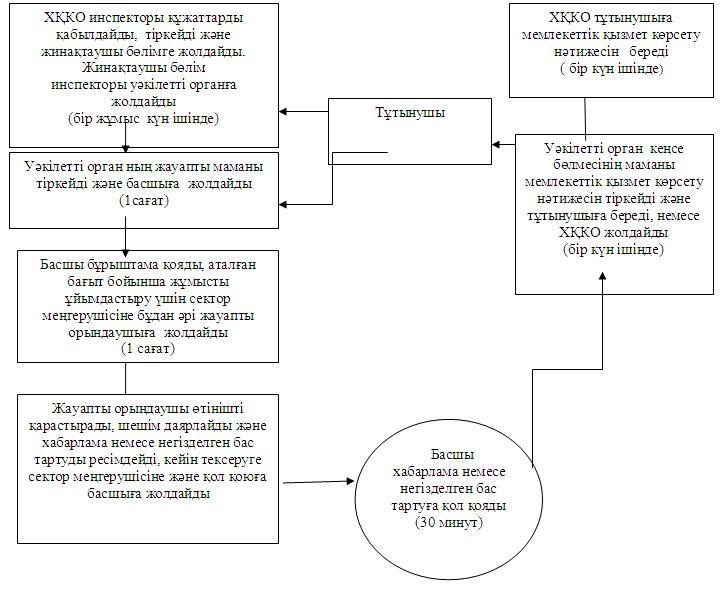 ХҚКО инспекторы құжаттарды
қабылдайды, тіркейді және
жинақтаушы бөлімге жолдайды.
Жинақтаушы бөлім
инспекторы уәкілетті органға
жолдайды
(бір жұмыс күн ішінде)
Уәкілетті орган ның жауапты маманы
тіркейді және басшыға жолдайды
(1сағат)
Басшы бұрыштама қояды, аталған
бағыт бойынша жұмысты
ұйымдастыру үшін сектор
меңгерушісіне бұдан әрі жауапты
орындаушыға жолдайды
(1 сағат)
Жауапты орындаушы өтінішті
қарастырады, шешім даярлайды және
хабарлама немесе негізделген бас
тартуды ресімдейді, кейін тексеруге
сектор меңгерушісіне және қол қоюға
басшыға жолдайды
Тұтынушы
Басшы
хабарлама немесе
негізделген бас
тартуға қол қояды
(30 минут)
ХҚКО тұтынушыға
мемлекеттік қызмет көрсету
нәтижесін береді
( бір күн ішінде)
Уәкілетті орган кеңсе
бөлмесінің маманы
мемлекеттік қызмет көрсету
нәтижесін тіркейді және
тұтынушыға береді, немесе
ХҚКО жолдайды
(бір күн ішінде)